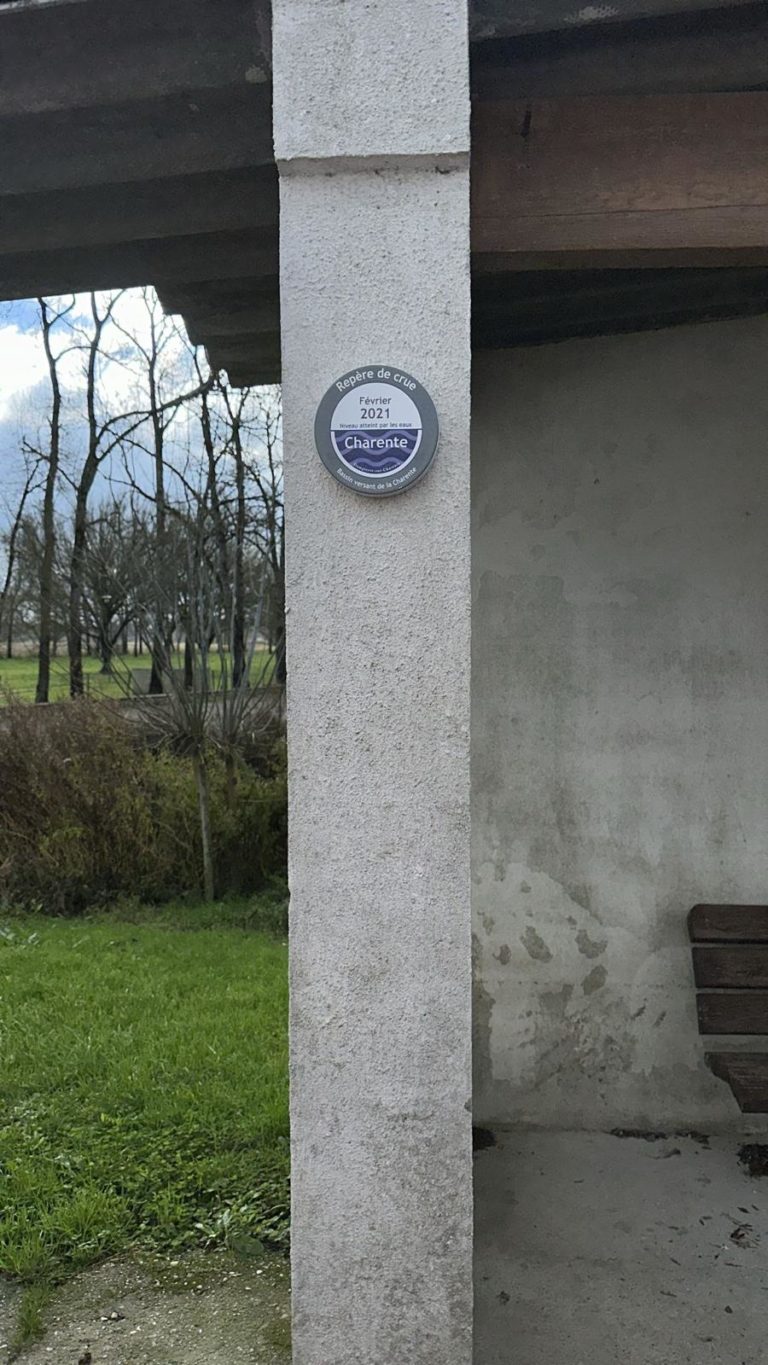 Repère de crue
Février
2021
Niveau atteint par les eaux
Charente
Bassin versant de la Charente